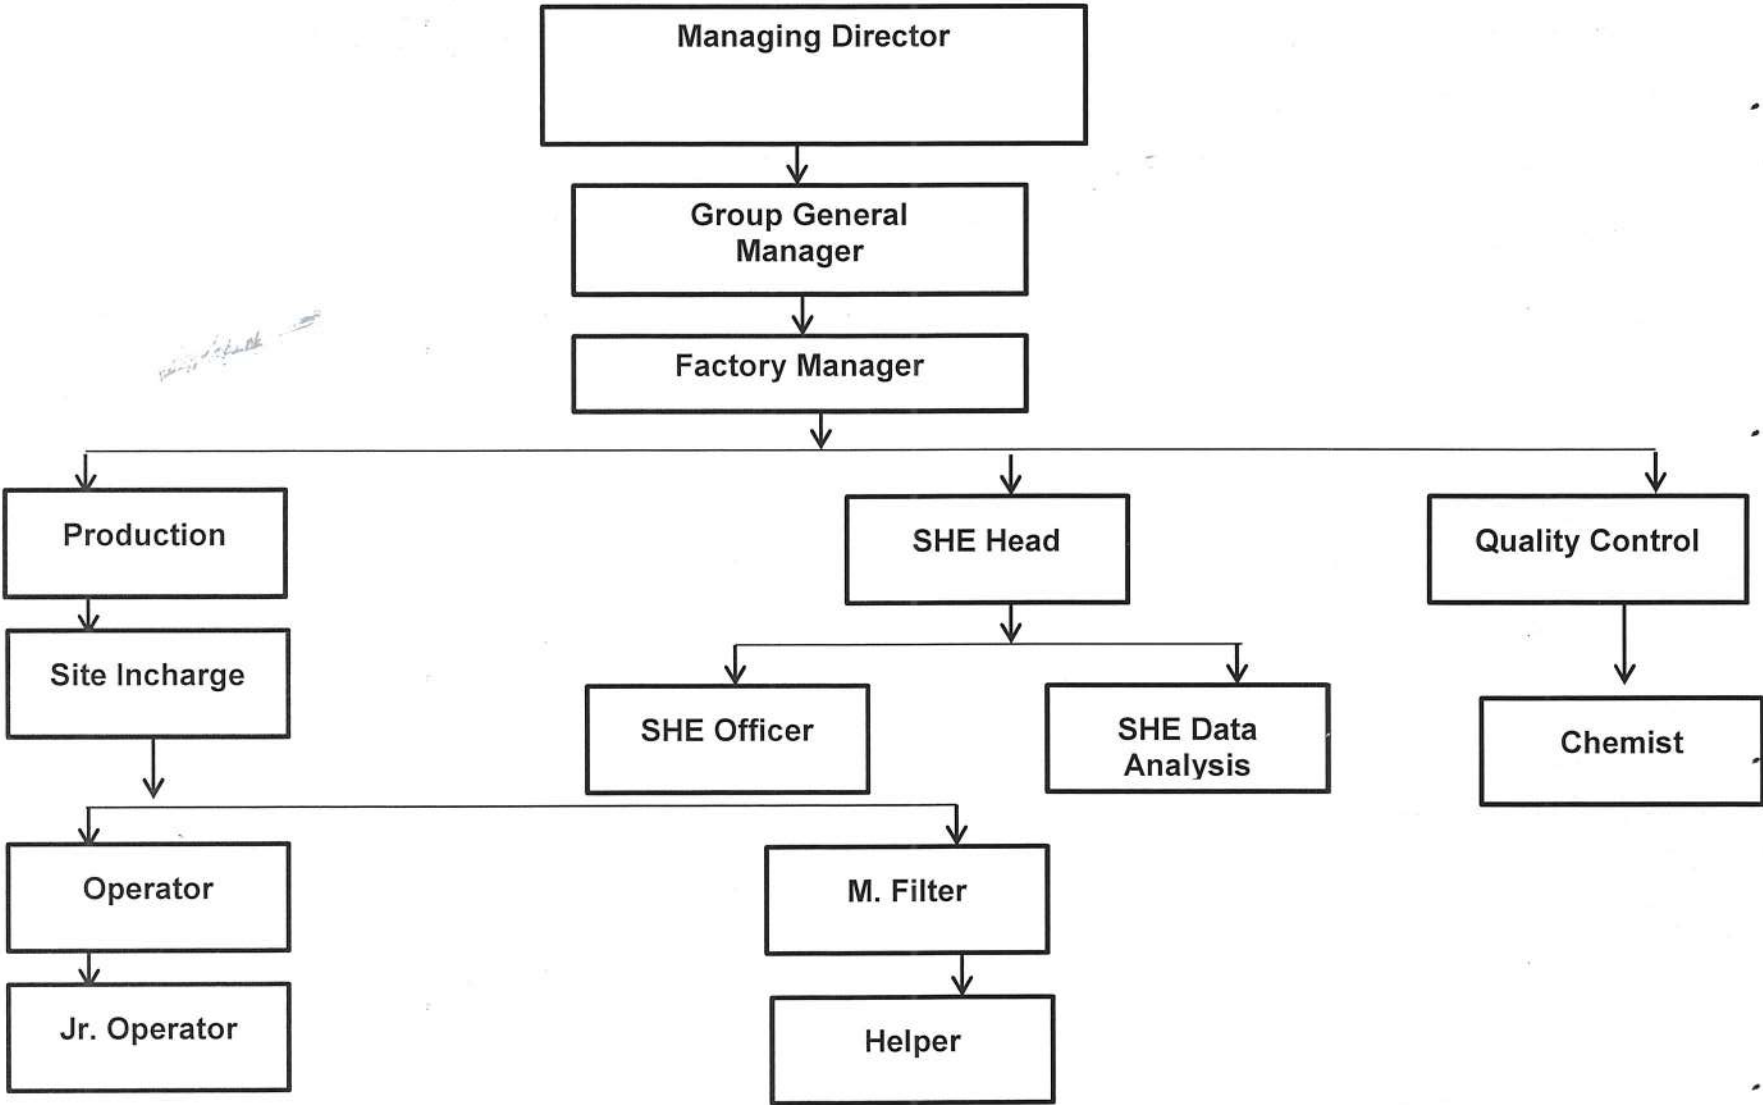 Managing Director
Group General
Manager
Factory Manager
Production
SHE Head
Quality Control
Site Incharge
SHE Officer
SHE Data
Analysis
Chemist
Operator
M. Filter
Jr. Operator
Helper